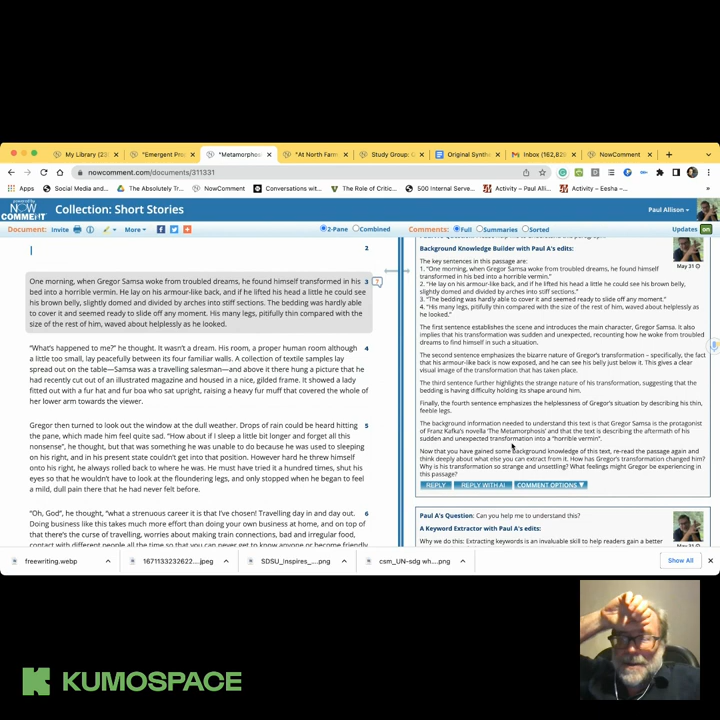 My Library (23)
"Emergent Pro
"Metamorphos
"At North Farm
Study Group: C
Original Synthe
Inbox (162,82
NowComment
nowcomment.com/documents/311331
Apps
Social Media and...
The Absolutely Tr...
NowComment
Conversations wit...
The Role of Critic...
500 Internal Serve...
Activity – Paul Alli...
Activity – Eesha –...
powered by
NOW COMMENT
Collection: Short Stories
Paul Allison
Document:
Invite
More
2-Pane
Combined
Comments:
Full
Summaries
Sorted
Updates
on
2
One morning, when Gregor Samsa woke from troubled dreams, he found himself transformed in his
3
bed into a horrible vermin. He lay on his armour-like back, and if he lifted his head a little he could see
his brown belly, slightly domed and divided by arches into stiff sections. The bedding was hardly able
to cover it and seemed ready to slide off any moment. His many legs, pitifully thin compared with the
size of the rest of him, waved about helplessly as he looked.
"What's happened to me?" he thought. It wasn't a dream. His room, a proper human room although
4
a little too small, lay peacefully between its four familiar walls. A collection of textile samples lay
spread out on the table—Samsa was a travelling salesman—and above it there hung a picture that he
had recently cut out of an illustrated magazine and housed in a nice, gilded frame. It showed a lady
fitted out with a fur hat and fur boa who sat upright, raising a heavy fur muff that covered the whole of
her lower arm towards the viewer.
Gregor then turned to look out the window at the dull weather. Drops of rain could be heard hitting
5
the pane, which made him feel quite sad. "How about if I sleep a little bit longer and forget all this
nonsense", he thought, but that was something he was unable to do because he was used to sleeping
on his right, and in his present state couldn't get into that position. However hard he threw himself
onto his right, he always rolled back to where he was. He must have tried it a hundred times, shut his
eyes so that he wouldn't have to look at the floundering legs, and only stopped when he began to feel
a mild, dull pain there that he had never felt before.
"Oh, God", he thought, "what a strenuous career it is that I've chosen! Travelling day in and day out.
6
Doing business like this takes much more effort than doing your own business at home, and on top of
that there's the curse of travelling, worries about making train connections, bad and irregular food,
contact with different people all the time so that you can never get to know anyone or become friendly
Background Knowledge Builder with Paul A's edits:
May 31
The key sentences in this passage are:
1. "One morning, when Gregor Samsa woke from troubled dreams, he found himself
transformed in his bed into a horrible vermin."
2. "He lay on his armour-like back, and if he lifted his head a little he could see his brown belly,
slightly domed and divided by arches into stiff sections."
3. "The bedding was hardly able to cover it and seemed ready to slide off any moment."
4. "His many legs, pitifully thin compared with the size of the rest of him, waved about helplessly as
he looked."
The first sentence establishes the scene and introduces the main character, Gregor Samsa. It also
implies that his transformation was sudden and unexpected, recounting how he woke from troubled
dreams to find himself in such a situation.
The second sentence emphasizes the bizarre nature of Gregor's transformation – specifically, the fact
that his armour-like back is now exposed, and he can see his belly just below it. This gives a clear
visual image of the transformation that has taken place.
The third sentence further highlights the strange nature of his transformation, suggesting that the
bedding is having difficulty holding its shape around him.
Finally, the fourth sentence emphasizes the helplessness of Gregor's situation by describing his thin,
feeble legs.
The background information needed to understand this text is that Gregor Samsa is the protagonist
of Franz Kafka's novella 'The Metamorphosis' and that the text is describing the aftermath of his
sudden and unexpected transformation into a "horrible vermin".
Now that you have gained some background knowledge of this text, re-read the passage again and
think deeply about what else you can extract from it. How has Gregor's transformation changed him?
Why is his transformation so strange and unsettling? What feelings might Gregor be experiencing in
this passage?
REPLY
REPLY WITH AI
COMMENT OPTIONS
Paul A's Question: Can you help me to understand this?
A Keyword Extractor with Paul A's edits:
Why we do this: Extracting keywords is an invaluable skill to help readers gain a better
May 31
freewriting.webp
1671133232622....jpeg
SDSU_inspires_....png
csm_UN-sdg wh....png
Show All
KUMOSPACE